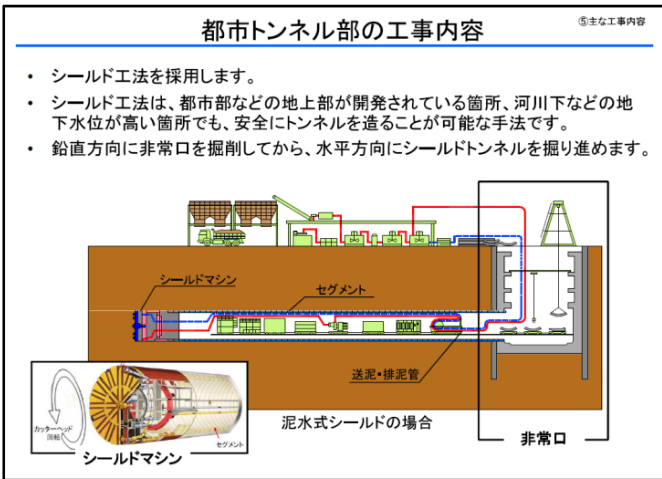 都市トンネル部の工事内容
⑤主な工事内容
• シールド工法を採用します。
• シールド工法は、都市部などの地上部が開発されている箇所、河川下などの地
下水位が高い箇所でも、安全にトンネルを造ることが可能な手法です。
• 鉛直方向に非常口を掘削してから、水平方向にシールドトンネルを掘り進めます。
シールドマシン
セグメント
送泥・排泥管
カッターヘッド
回転
セグメント
シールドマシン
泥水式シールドの場合
非常口